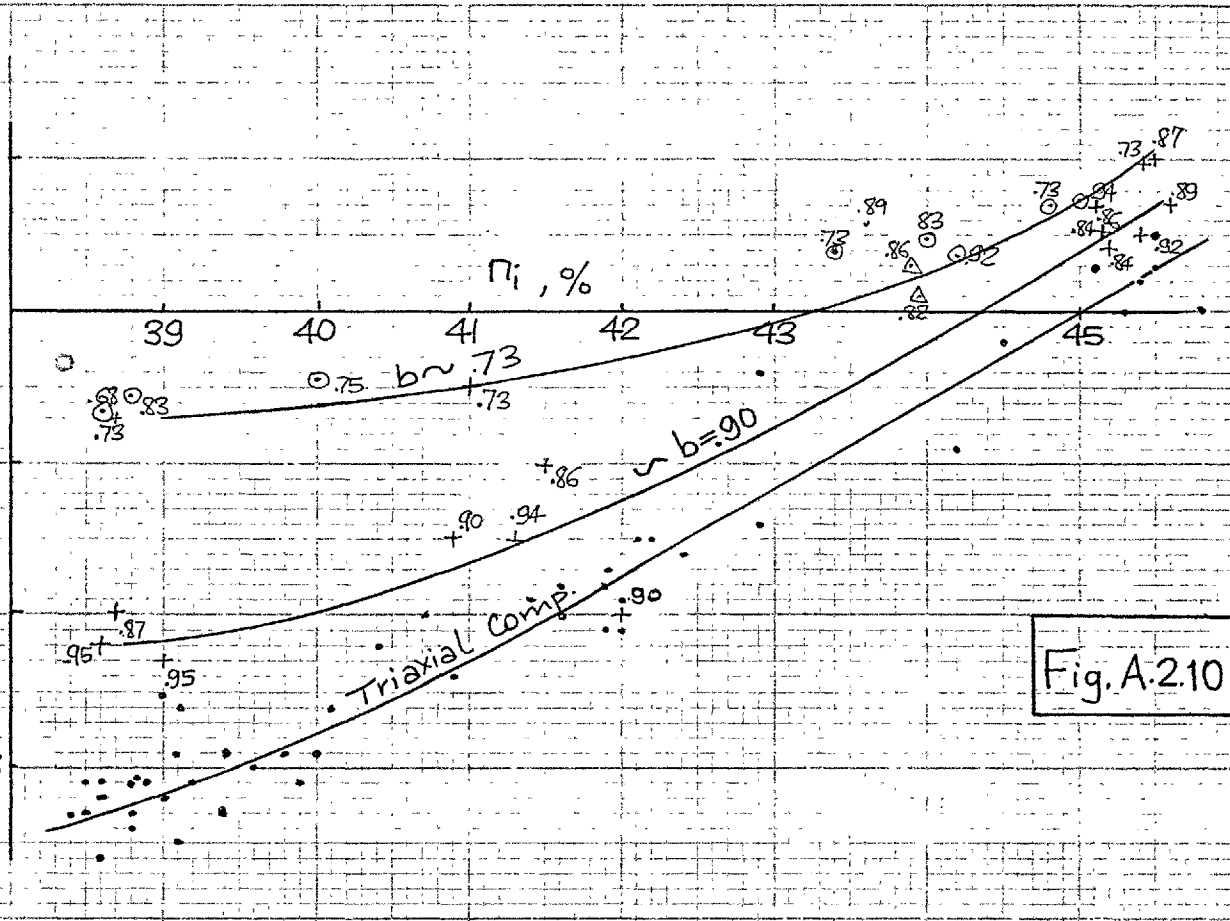 .73 .87
.73 .94 .89
.89
.83 .86
.73 .84 .92
.86 .92 .84
nᵢ , %
.82
39 40 41 42 43 45
b~ .73
.75
.68 .83 .73
.73
~ b=.90
.86
.90 .94
Triaxial Comp.
.90
.87
.95
.95
Fig. A.2.10